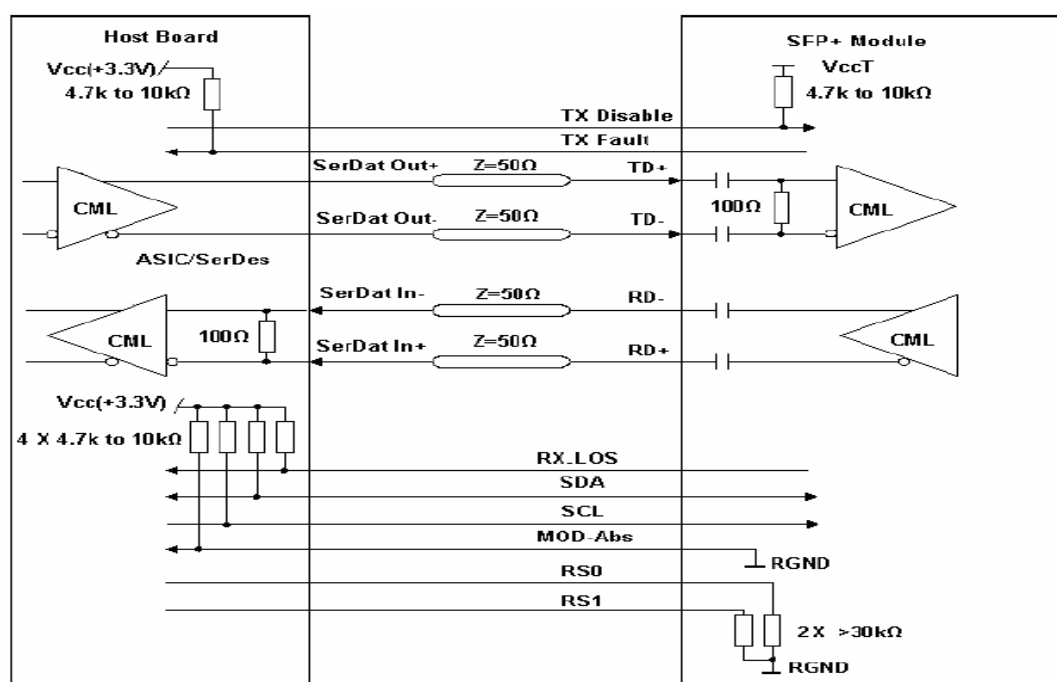 Host Board
SFP+ Module
Vcc(+3.3V)
4.7k to 10kΩ
VccT
4.7k to 10kΩ
TX Disable
TX Fault
SerDat Out+
Z=50Ω
TD+
CML
100Ω
CML
SerDat Out-
Z=50Ω
TD-
ASIC/SerDes
SerDat In-
Z=50Ω
RD-
CML
100Ω
CML
SerDat In+
Z=50Ω
RD+
Vcc(+3.3V)
4 X 4.7k to 10kΩ
RX_LOS
SDA
SCL
MOD-Abs
RGND
RS0
RS1
2X >30kΩ
RGND